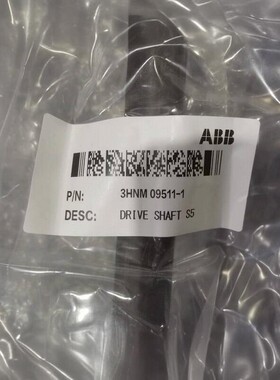 ABB
P/N: 3HNM 09511-1
DESC: DRIVE SHAFT S5